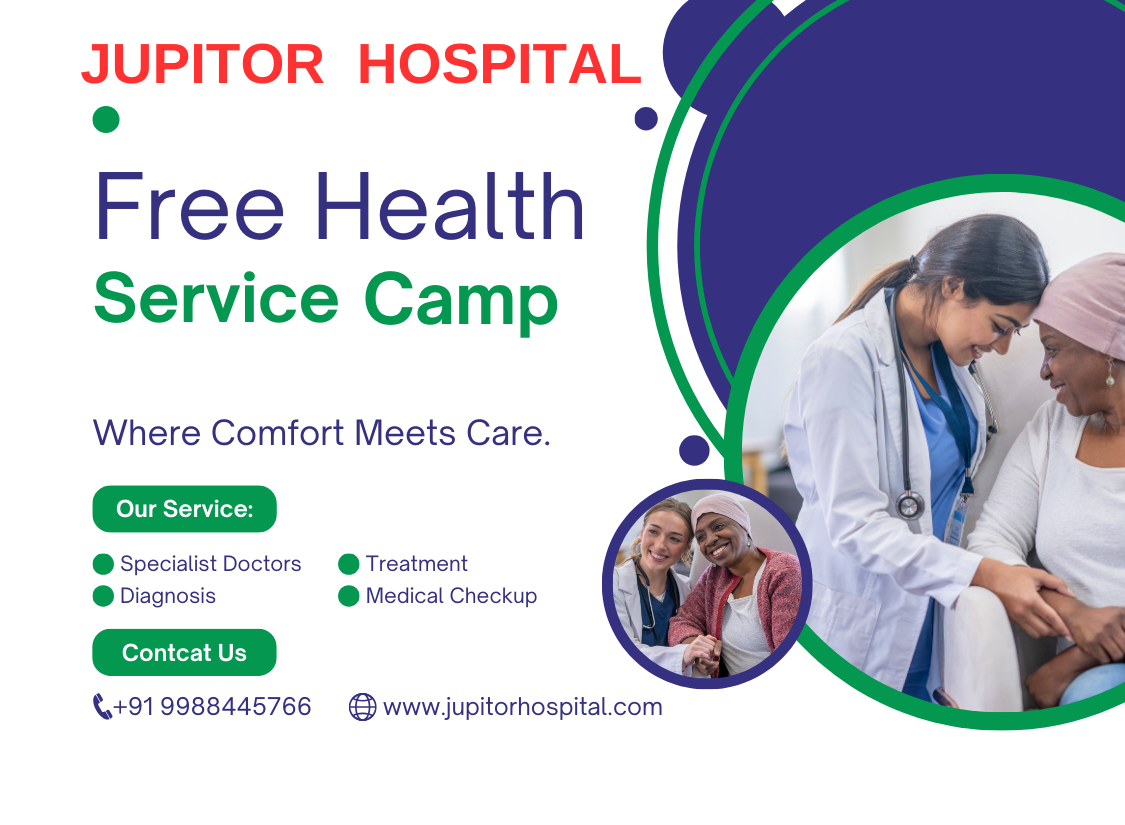 JUPITOR HOSPITAL
Free Health
Service Camp
Where Comfort Meets Care.
Our Service:
Specialist Doctors
Treatment
Diagnosis
Medical Checkup
Contcat Us
+91 9988445766
www.jupitorhospital.com